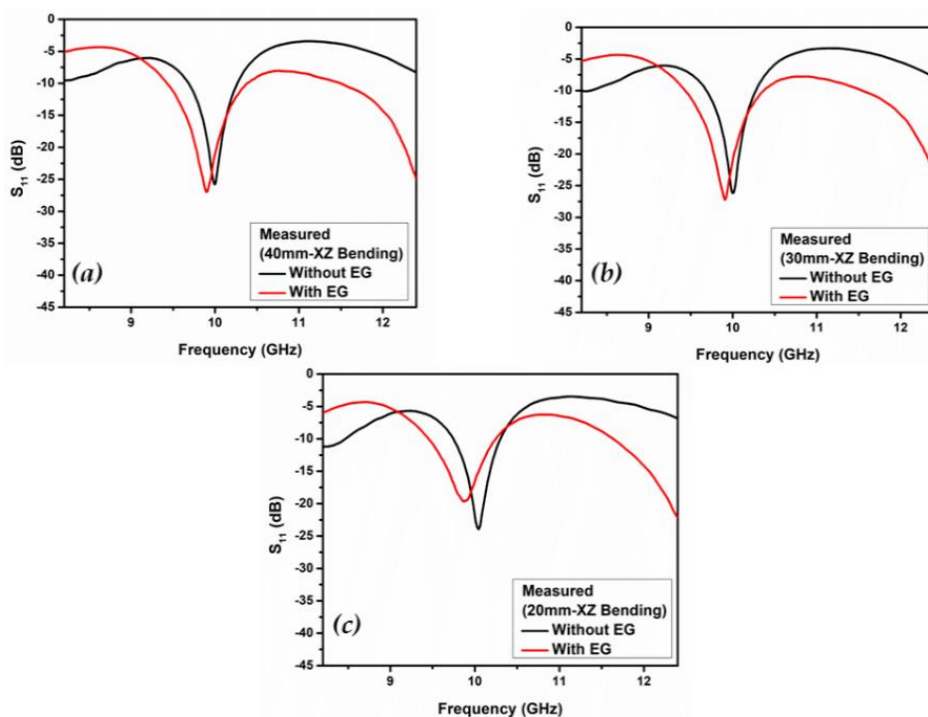 0
-5
-10
-15
-20
-25
-30
-35
-40
-45
S11 (dB)
9 10 11 12
Frequency (GHz)
(a)
Measured
(40mm-XZ Bending)
Without EG
With EG
0
-5
-10
-15
-20
-25
-30
-35
-40
-45
S11 (dB)
9 10 11 12
Frequency (GHz)
(b)
Measured
(30mm-XZ Bending)
Without EG
With EG
0
-5
-10
-15
-20
-25
-30
-35
-40
-45
S11 (dB)
9 10 11 12
Frequency (GHz)
(c)
Measured
(20mm-XZ Bending)
Without EG
With EG